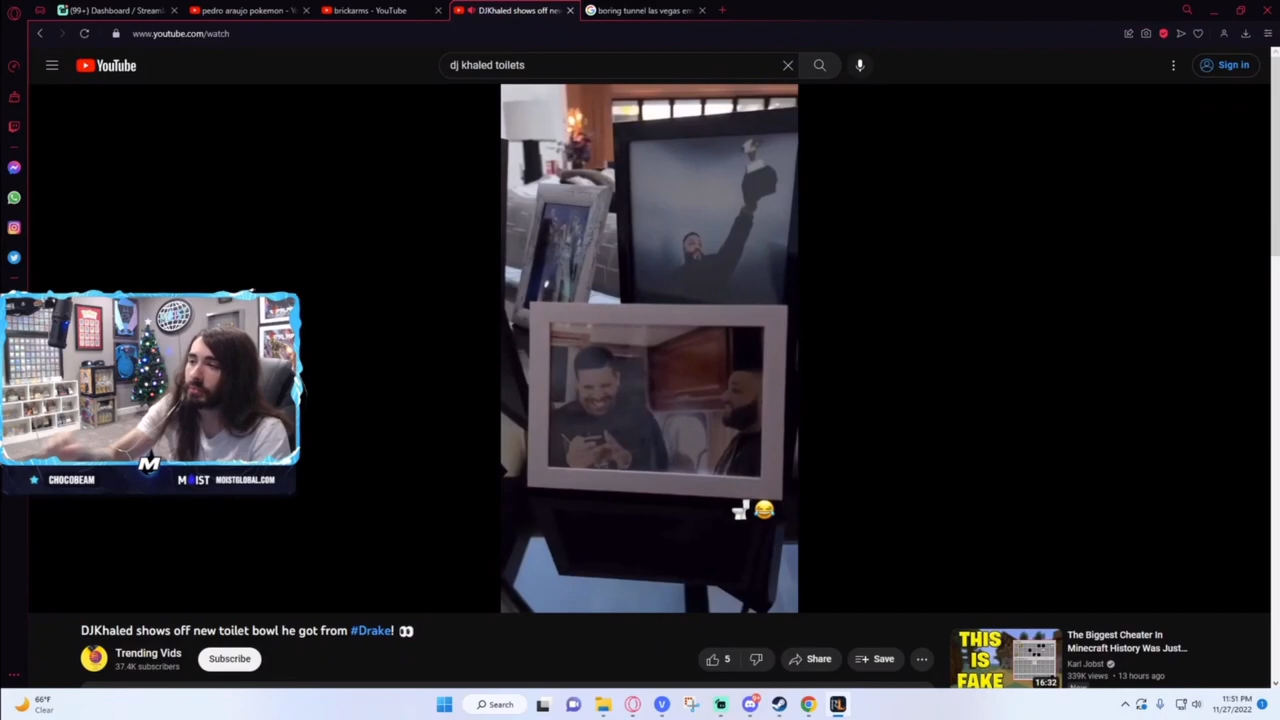 (99+) Dashboard / Stream
pedro araujo pokemon - Y
brickarms - YouTube
DJKhaled shows off new
boring tunnel las vegas em
www.youtube.com/watch
YouTube
dj khaled toilets
Sign in
CHOCOBEAM
MOIST
MOISTGLOBAL.COM
DJKhaled shows off new toilet bowl he got from #Drake! 👀
Trending Vids
37.4K subscribers
Subscribe
5
Share
Save
THIS
IS
FAKE
16:32
The Biggest Cheater In
Minecraft History Was Just...
Karl Jobst
339K views • 13 hours ago
66°F
Clear
Search
11:51 PM
11/27/2022